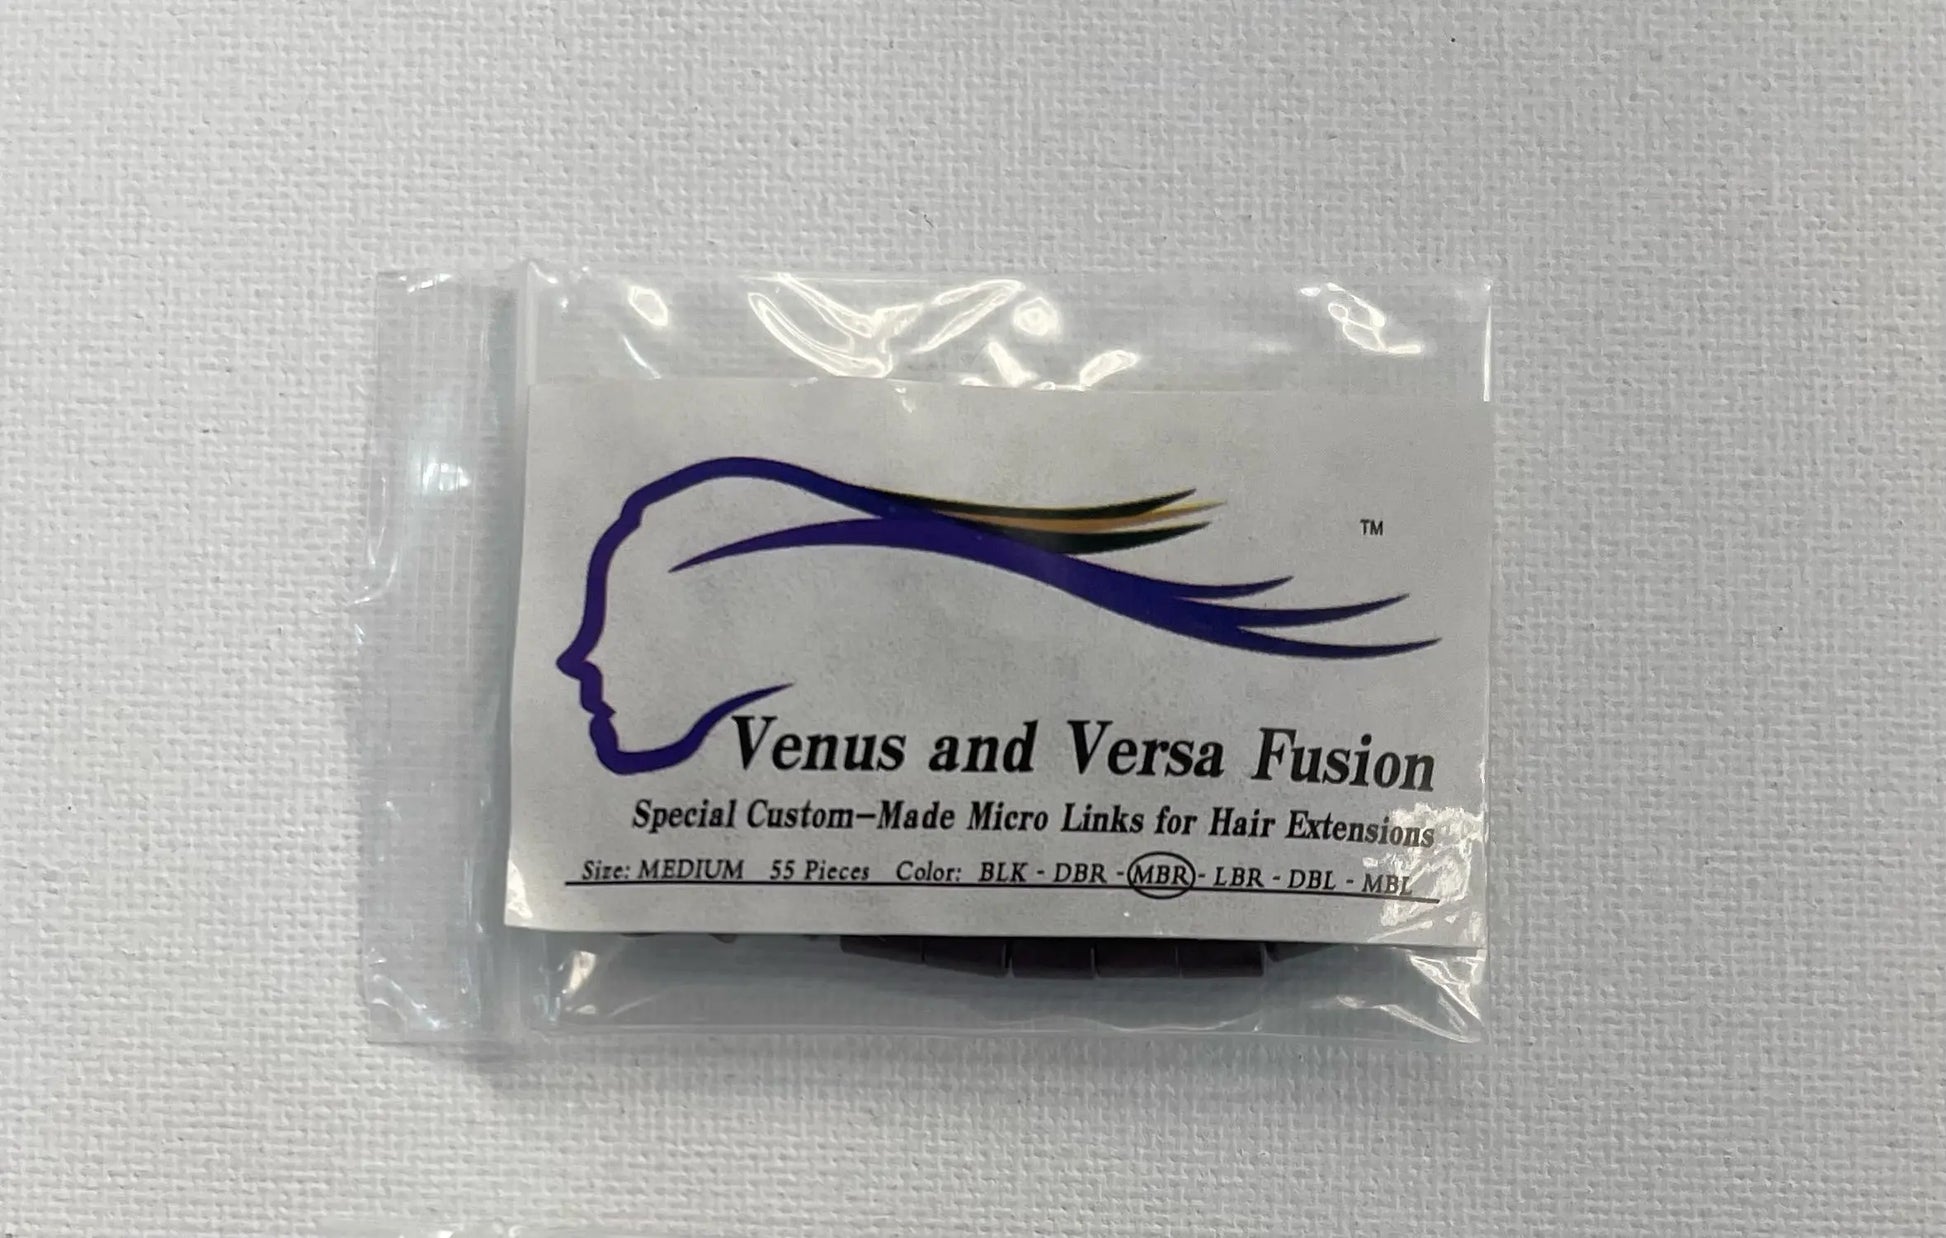 TM
Venus and Versa Fusion
Special Custom-Made Micro Links for Hair Extensions
Size: MEDIUM 55 Pieces Color: BLK - DBR - MBR - LBR - DBL - MBL